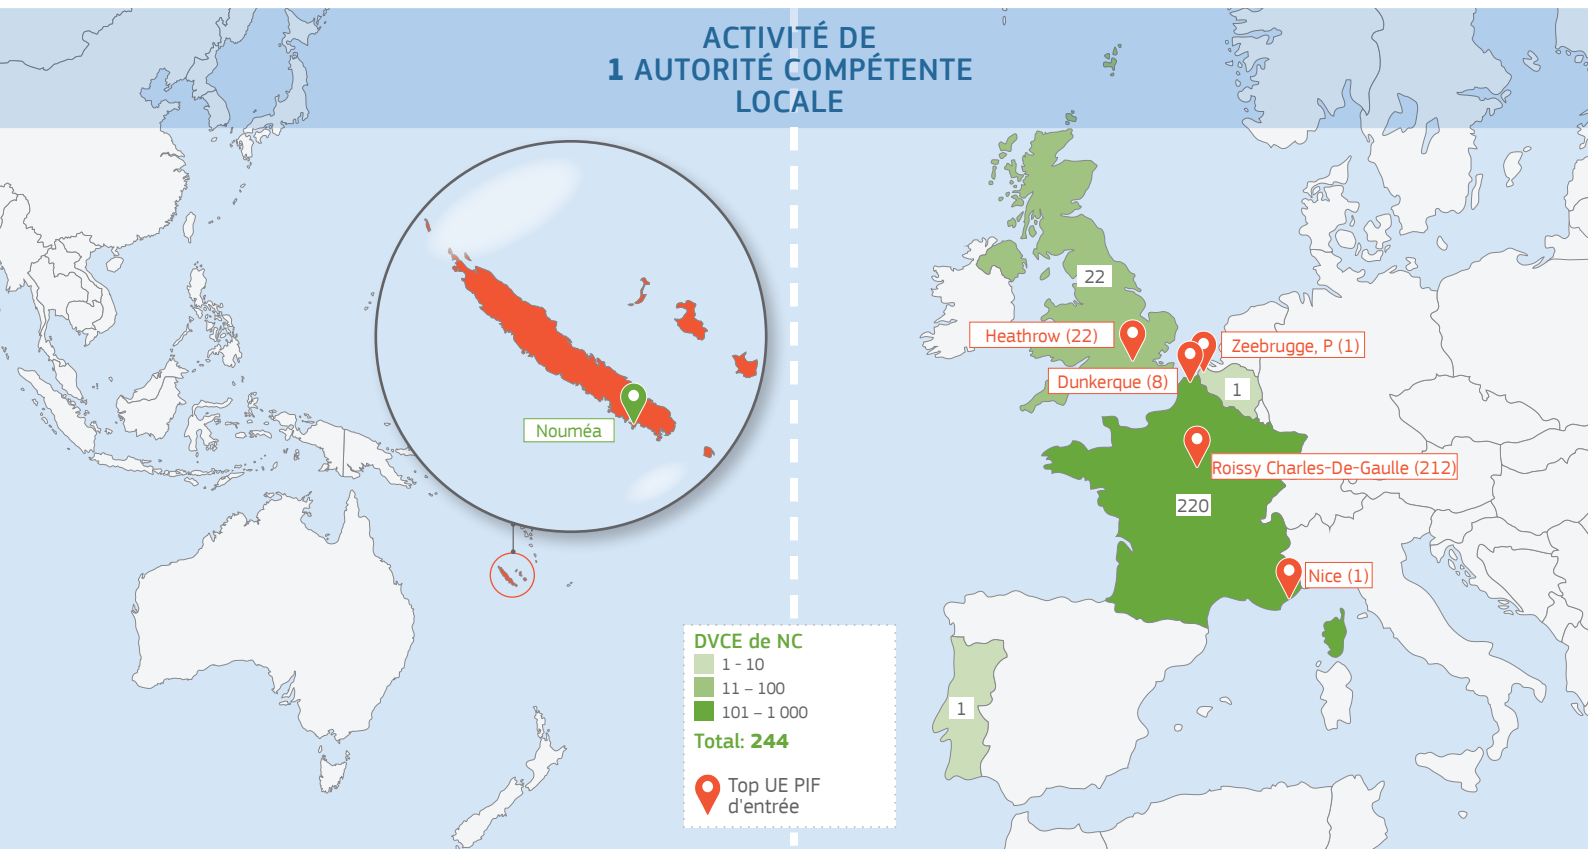 ACTIVITÉ DE
1 AUTORITÉ COMPÉTENTE
LOCALE
22
Heathrow (22)
Zeebrugge, P (1)
Dunkerque (8)
1
Nouméa
Roissy Charles-De-Gaulle (212)
220
Nice (1)
DVCE de NC
1 - 10
11 – 100
101 – 1 000
Total: 244
Top UE PIF
d'entrée
1